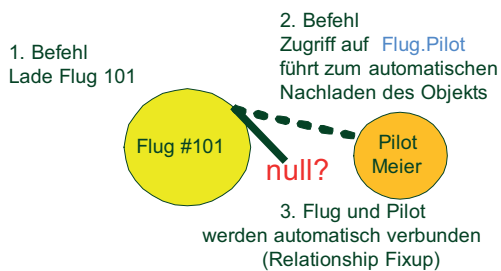 1. Befehl
Lade Flug 101
2. Befehl
Zugriff auf Flug.Pilot
führt zum automatischen
Nachladen des Objekts
Flug #101
null?
Pilot
Meier
3. Flug und Pilot
werden automatisch verbunden
(Relationship Fixup)